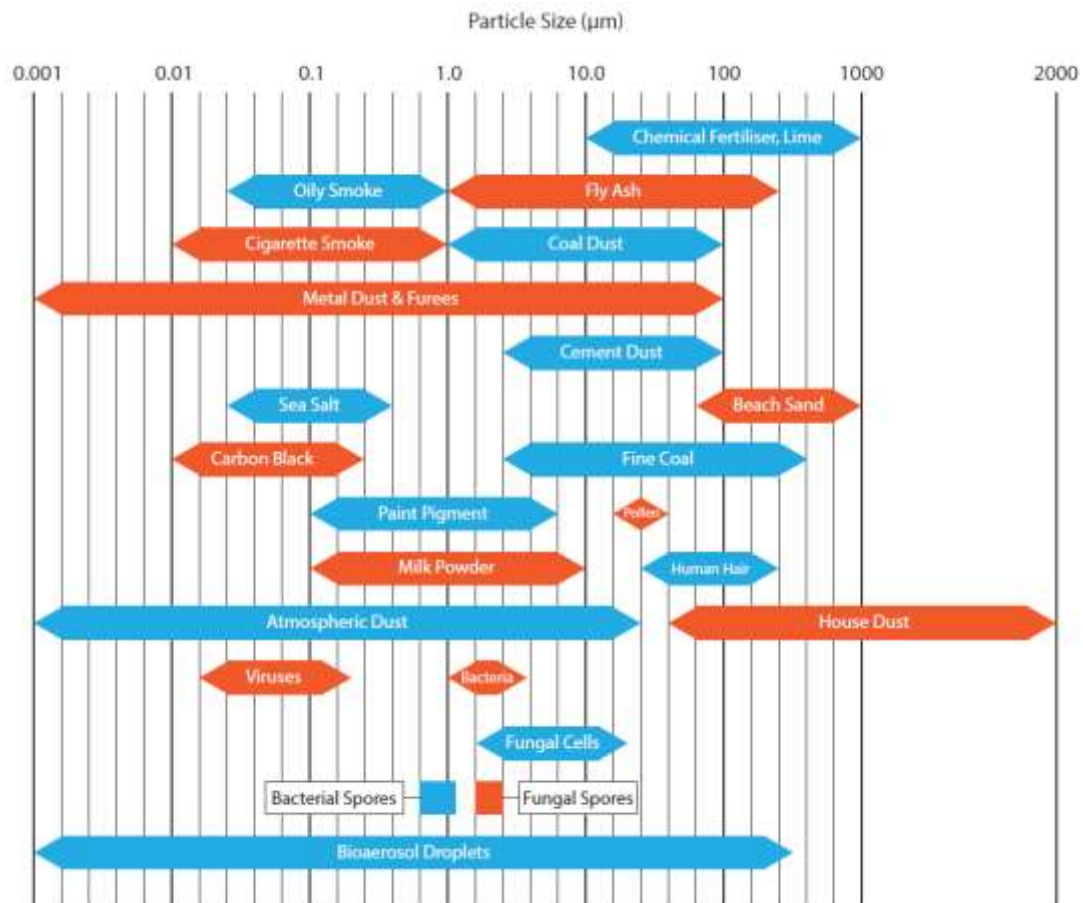 Particle Size (µm)
0.001 0.01 0.1 1.0 10.0 100 1000 2000
Chemical Fertiliser, Lime
Oily Smoke Fly Ash
Cigarette Smoke Coal Dust
Metal Dust & Furees
Cement Dust
Sea Salt Beach Sand
Carbon Black Fine Coal
Paint Pigment Pollen
Milk Powder Human Hair
Atmospheric Dust House Dust
Viruses Bacteria
Fungal Cells
Bacterial Spores Fungal Spores
Bioaerosol Droplets